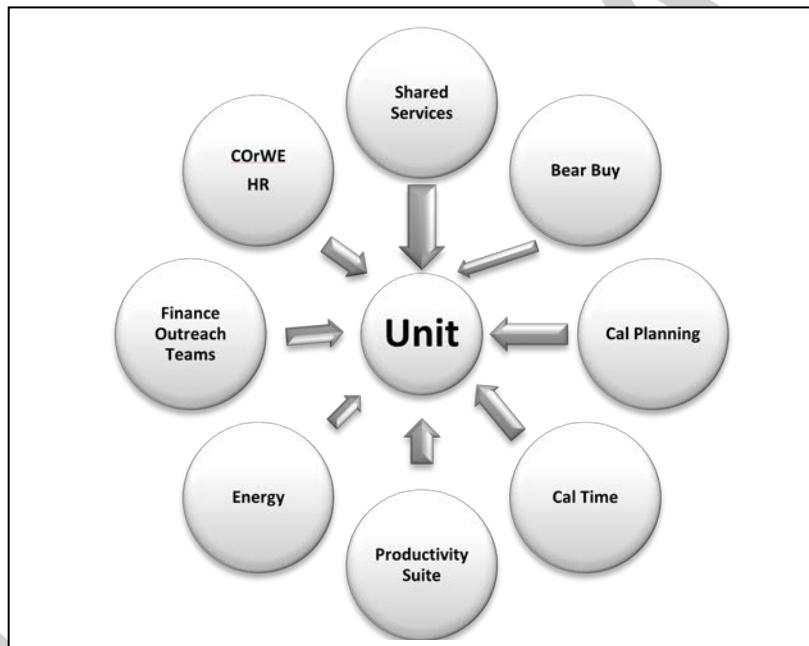 Shared
Services
COrWE
HR
Bear Buy
Finance
Outreach
Teams
Unit
Cal Planning
Energy
Cal Time
Productivity
Suite